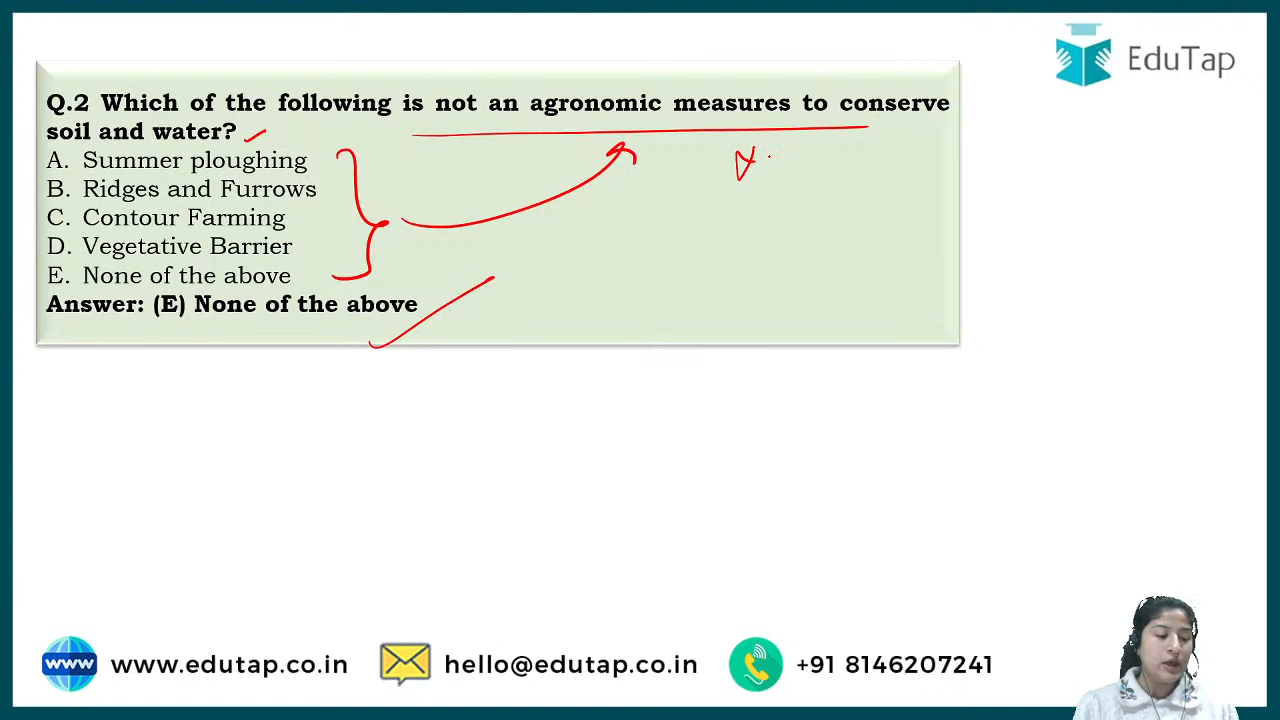 EduTap
Q.2 Which of the following is not an agronomic measures to conserve
soil and water?
A. Summer ploughing
B. Ridges and Furrows
C. Contour Farming
D. Vegetative Barrier
E. None of the above
Answer: (E) None of the above
www
www.edutap.co.in
hello@edutap.co.in
+91 8146207241